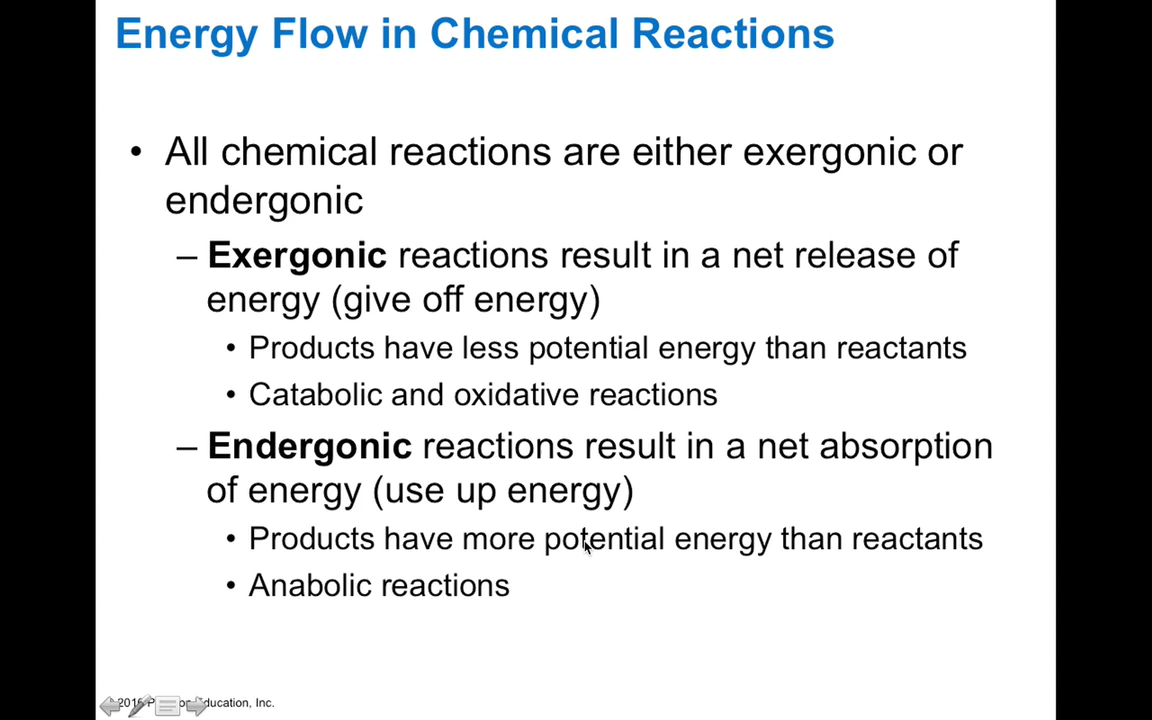 Energy Flow in Chemical Reactions
• All chemical reactions are either exergonic or
endergonic
– Exergonic reactions result in a net release of
energy (give off energy)
• Products have less potential energy than reactants
• Catabolic and oxidative reactions
– Endergonic reactions result in a net absorption
of energy (use up energy)
• Products have more potential energy than reactants
• Anabolic reactions
Education, Inc.